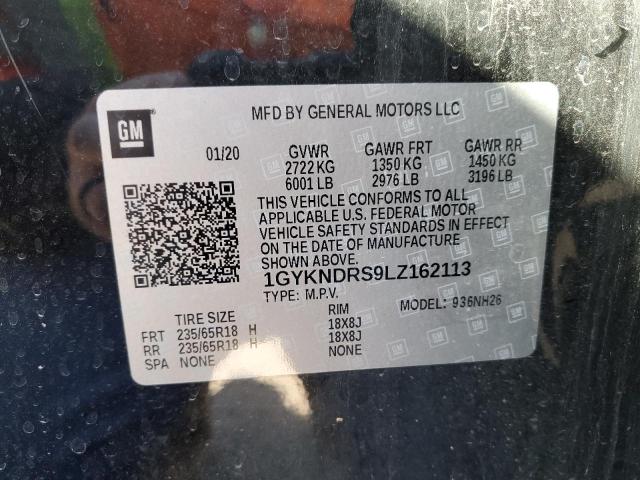 GM
MFD BY GENERAL MOTORS LLC
01/20 GVWR GAWR FRT GAWR RR
2722 KG 1350 KG 1450 KG
6001 LB 2976 LB 3196 LB
THIS VEHICLE CONFORMS TO ALL
APPLICABLE U.S. FEDERAL MOTOR
VEHICLE SAFETY STANDARDS IN EFFECT
ON THE DATE OF MANUFACTURE
SHOWN ABOVE.
1GYKNDRS9LZ162113
TYPE: M.P.V. MODEL: 936NH26
TIRE SIZE RIM
FRT 235/65R18 H 18X8J
RR 235/65R18 H 18X8J
SPA NONE NONE